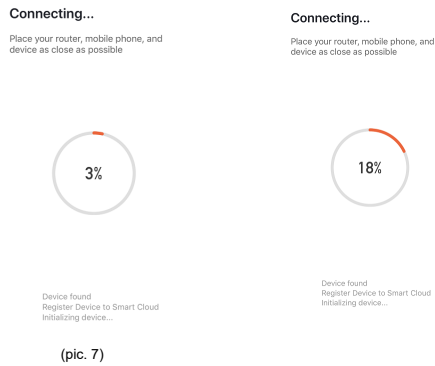 Connecting...
Place your router, mobile phone, and
device as close as possible
3%
Device found
Register Device to Smart Cloud
Initializing device...
(pic. 7)
Connecting...
Place your router, mobile phone, and
device as close as possible
18%
Device found
Register Device to Smart Cloud
Initializing device...